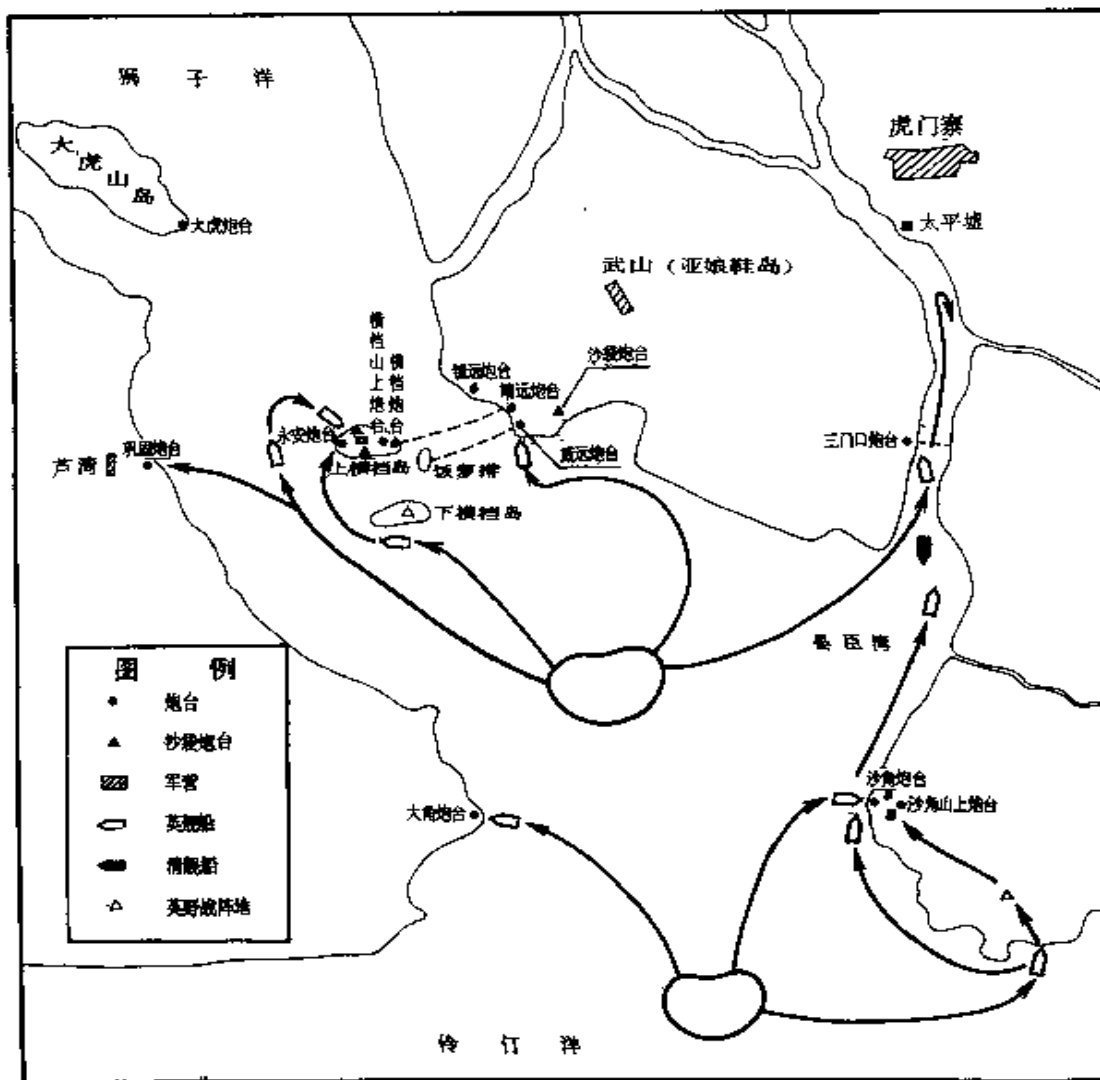 狮子洋
大虎山岛
大虎炮台
虎门寨
太平墟
武山（亚娘鞋岛）
横档山上炮台
横档炮台
镇远炮台
靖远炮台
沙袋炮台
永安炮台
威远炮台
三门口炮台
巩固炮台
芦湾
上横档岛
饭箩排
下横档岛
晏臣湾
图例
炮台
沙袋炮台
军营
英舰船
清舰船
英野战阵地
大角炮台
沙角炮台
沙角山上炮台
伶仃洋